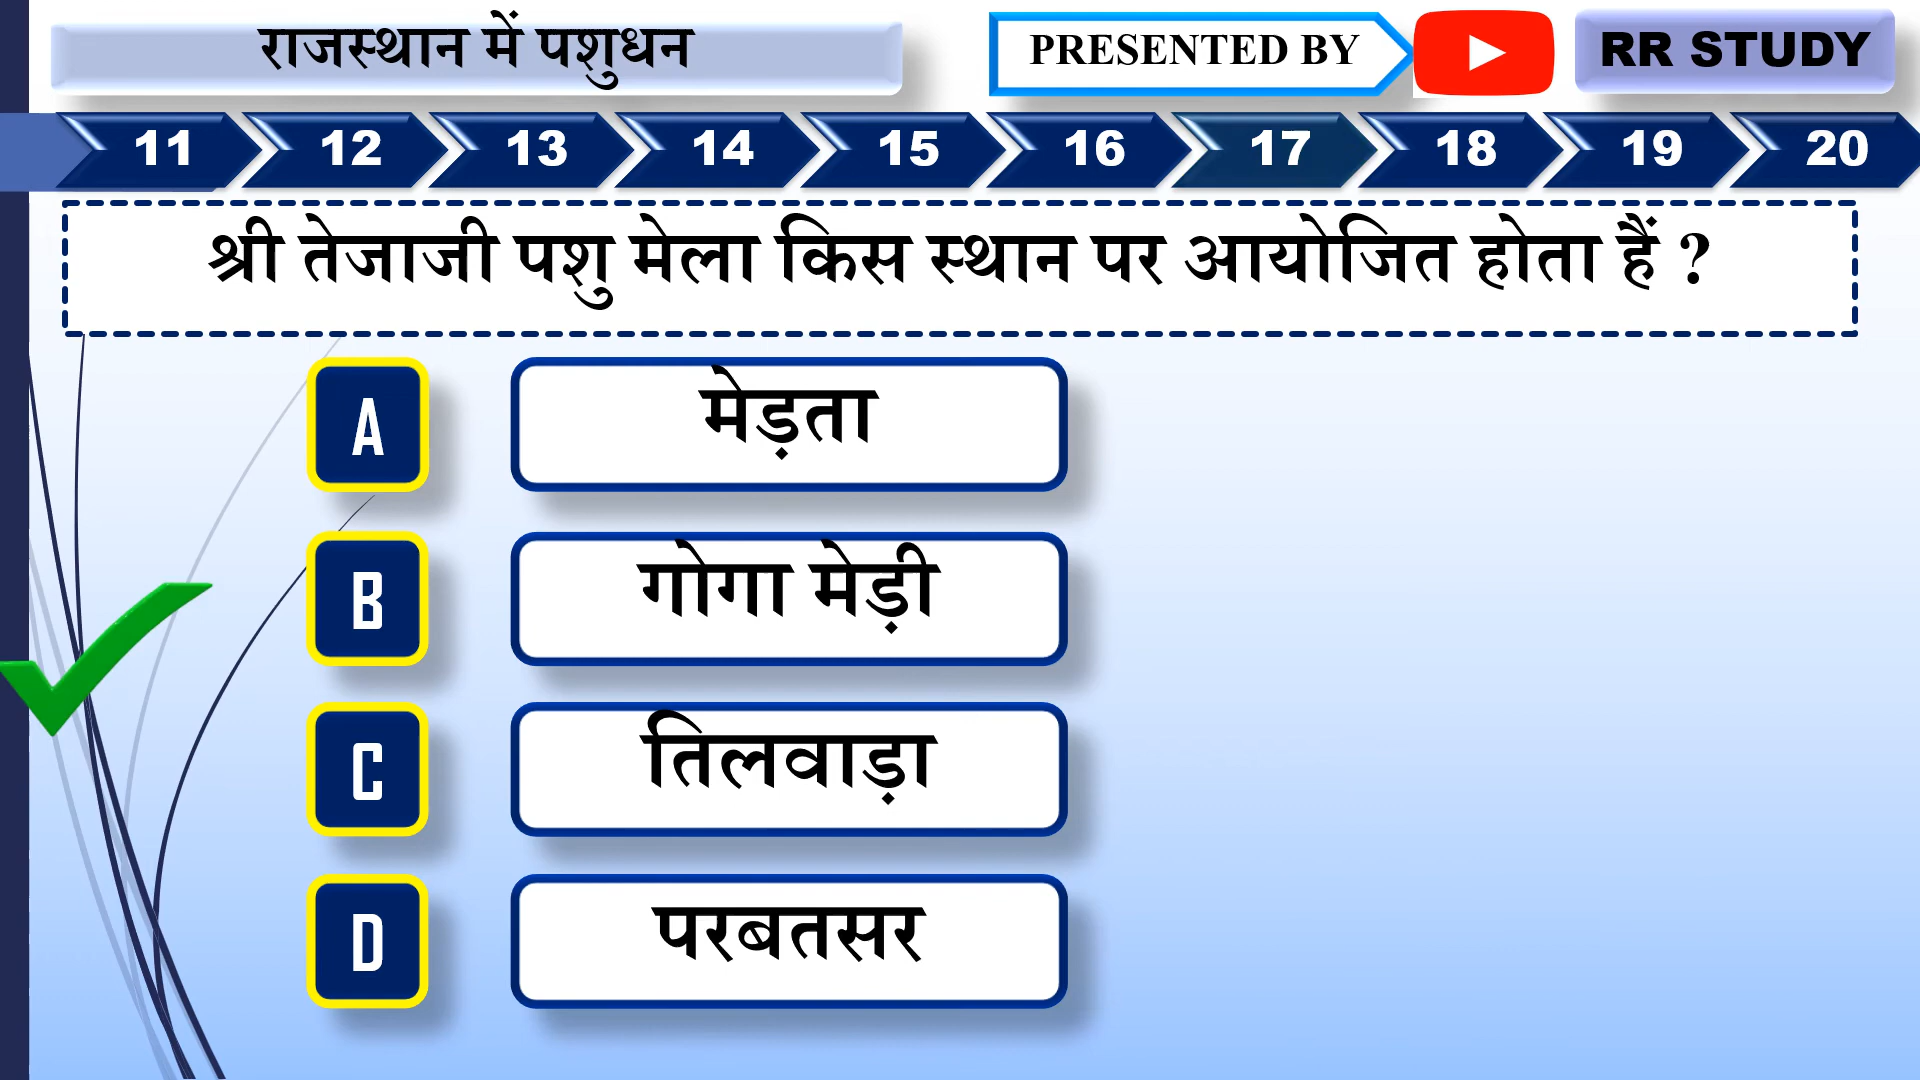 राजस्थान में पशुधन
PRESENTED BY
RR STUDY
11 12 13 14 15 16 17 18 19 20
श्री तेजाजी पशु मेला किस स्थान पर आयोजित होता हैं ?
A मेड़ता
B गोगा मेड़ी
C तिलवाड़ा
D परबतसर